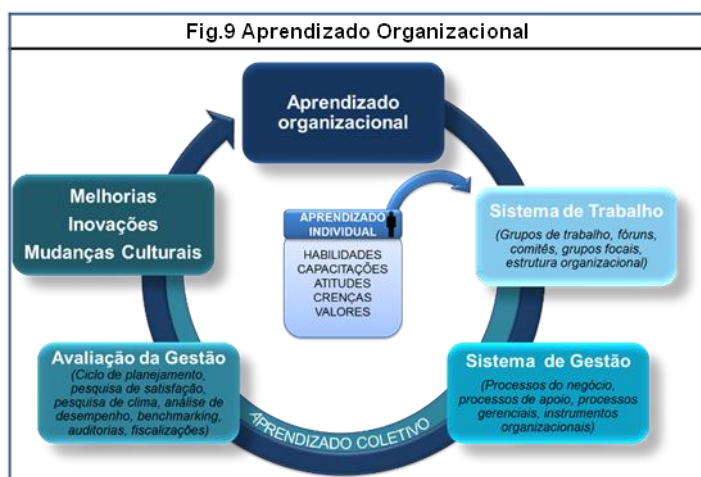 Fig.9 Aprendizado Organizacional
Aprendizado
organizacional
Melhorias
Inovações
Mudanças Culturais
APRENDIZADO
INDIVIDUAL
HABILIDADES
CAPACITAÇÕES
ATITUDES
CRENÇAS
VALORES
Sistema de Trabalho
(Grupos de trabalho, fóruns,
comitês, grupos focais,
estrutura organizacional)
Avaliação da Gestão
(Ciclo de planejamento,
pesquisa de satisfação,
pesquisa de clima, análise de
desempenho, benchmarking,
auditorias, fiscalizações)
Sistema de Gestão
(Processos do negócio,
processos de apoio, processos
gerenciais, instrumentos
organizacionais)
APRENDIZADO COLETIVO